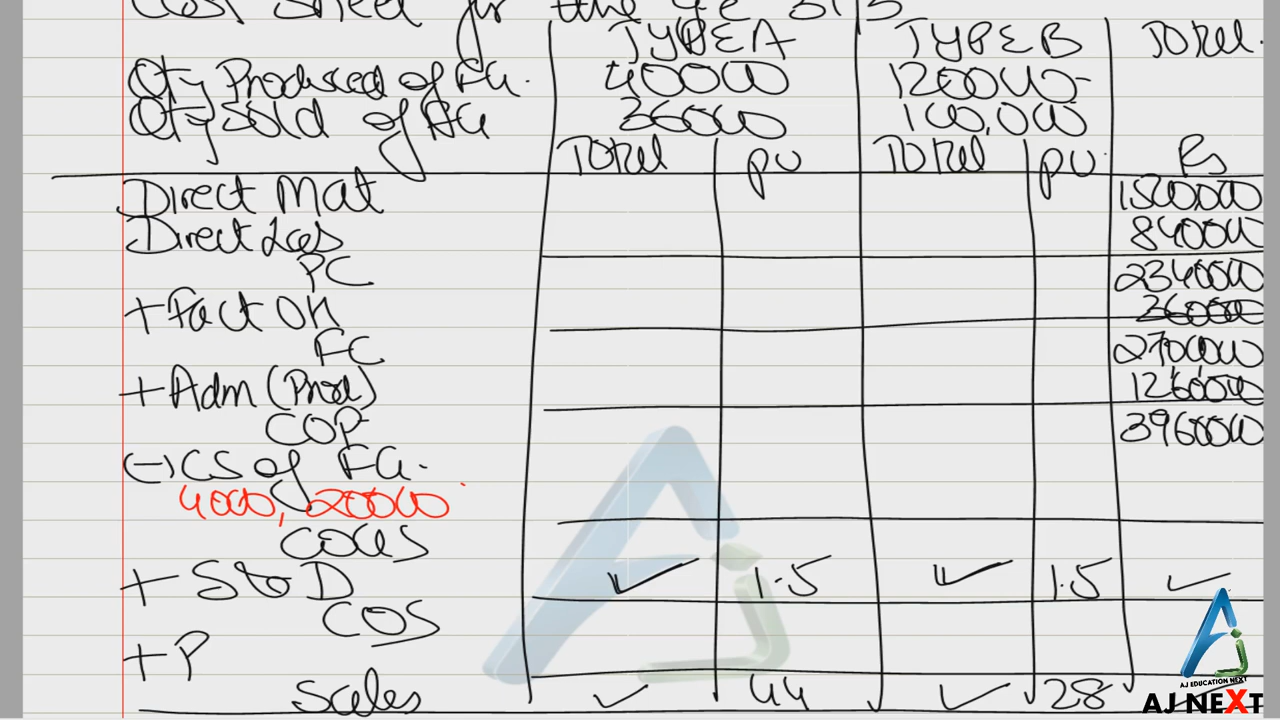 Cost Sheet for the Ye 31/3
TYPE A TYPE B Total.
Qty Produced of FG. 40000 120000
Qty Sold of FG 36000 100,000
Total pu Total pu Rs
Direct Mat 1500000
Direct Lab 840000
PC 2340000
+ Fact OH 360000
FC 2700000
+ Adm (Prod) 1260000
COP 3960000
(-) CS of FG.
4000, 20000
COGS
+ S & D ✓ 1.5 ✓ 1.5 ✓
COS
+ P
Sales ✓ 44 ✓ 28
AJ EDUCATION NEXT
AJ NEXT